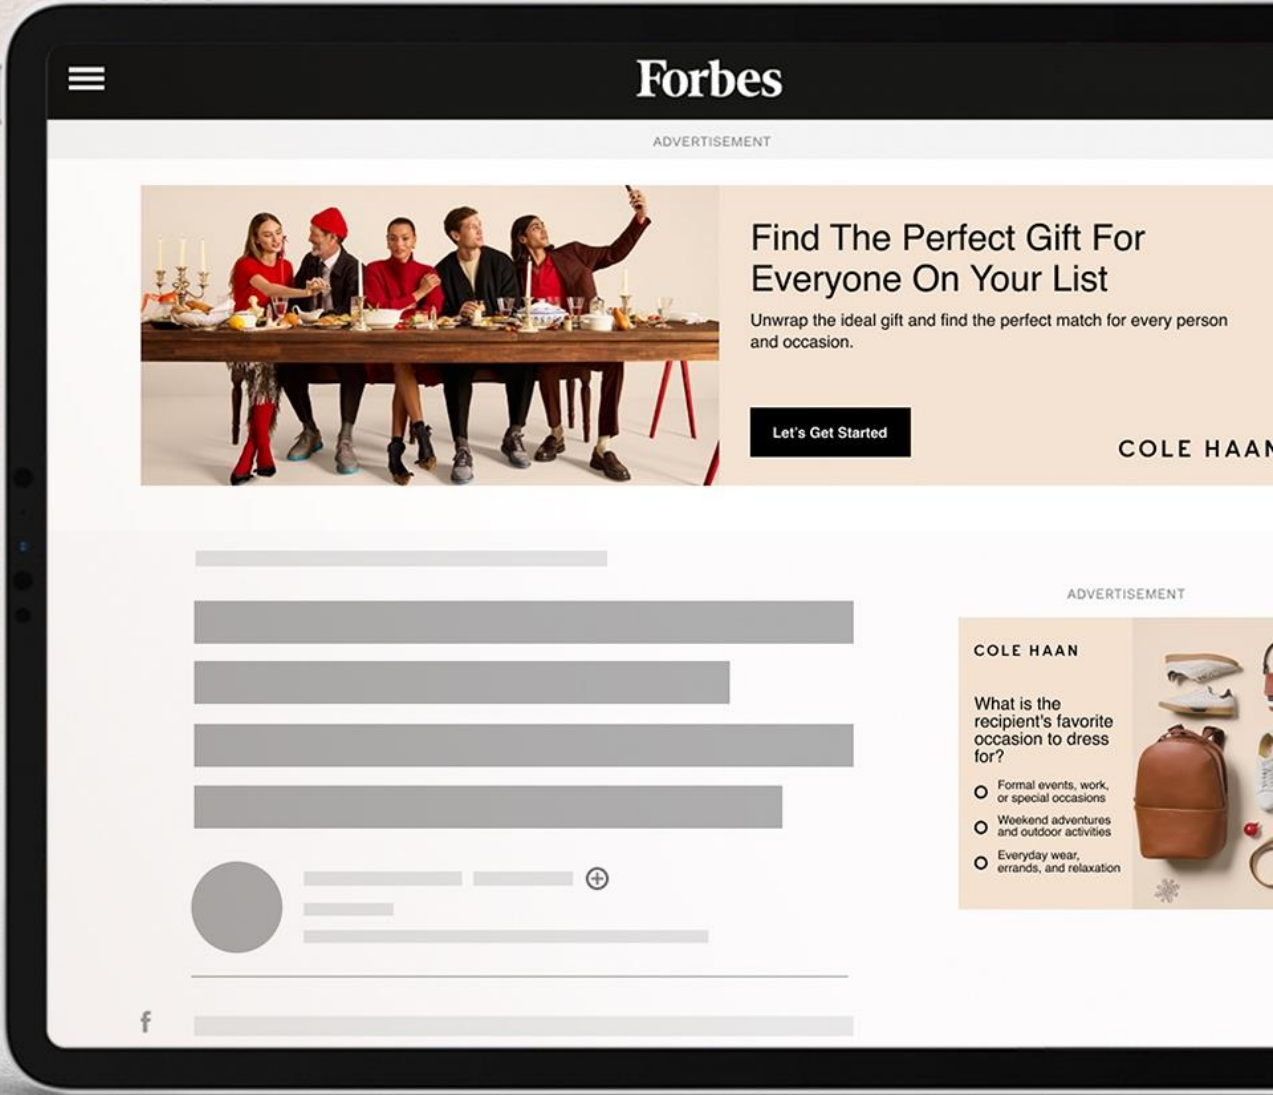 Forbes
ADVERTISEMENT
Find The Perfect Gift For
Everyone On Your List
Unwrap the ideal gift and find the perfect match for every person
and occasion.
Let's Get Started
COLE HAAN
ADVERTISEMENT
COLE HAAN
What is the
recipient's favorite
occasion to dress
for?
Formal events, work,
or special occasions
Weekend adventures
and outdoor activities
Everyday wear,
errands, and relaxation
f